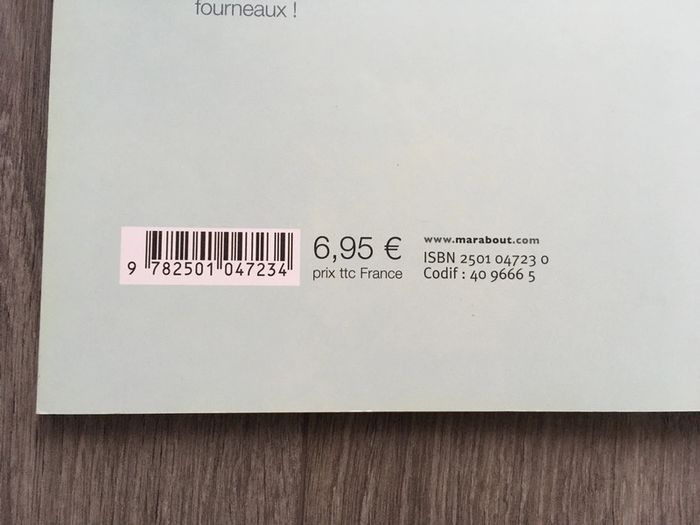 fourneaux !
9 782501 047234
6,95 €
prix ttc France
www.marabout.com
ISBN 2501 04723 0
Codif : 40 9666 5